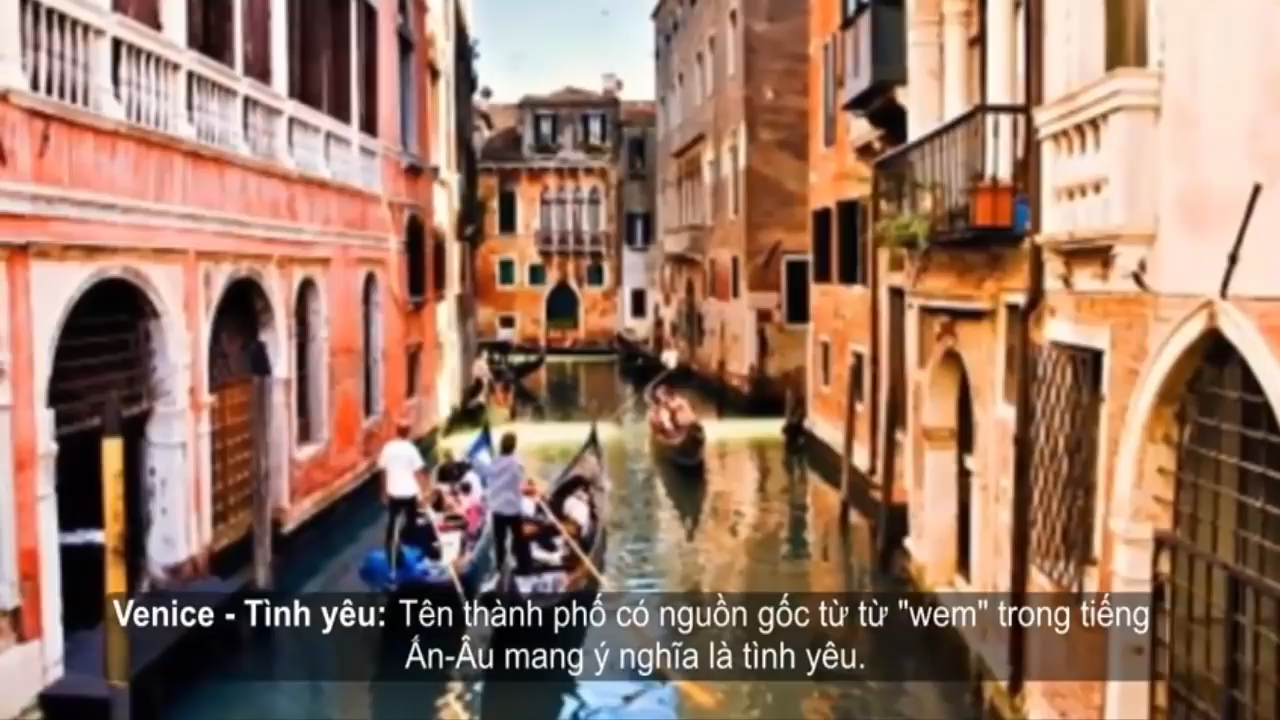 Venice - Tình yêu: Tên thành phố có nguồn gốc từ từ "wem" trong tiếng
Ấn-Âu mang ý nghĩa là tình yêu.